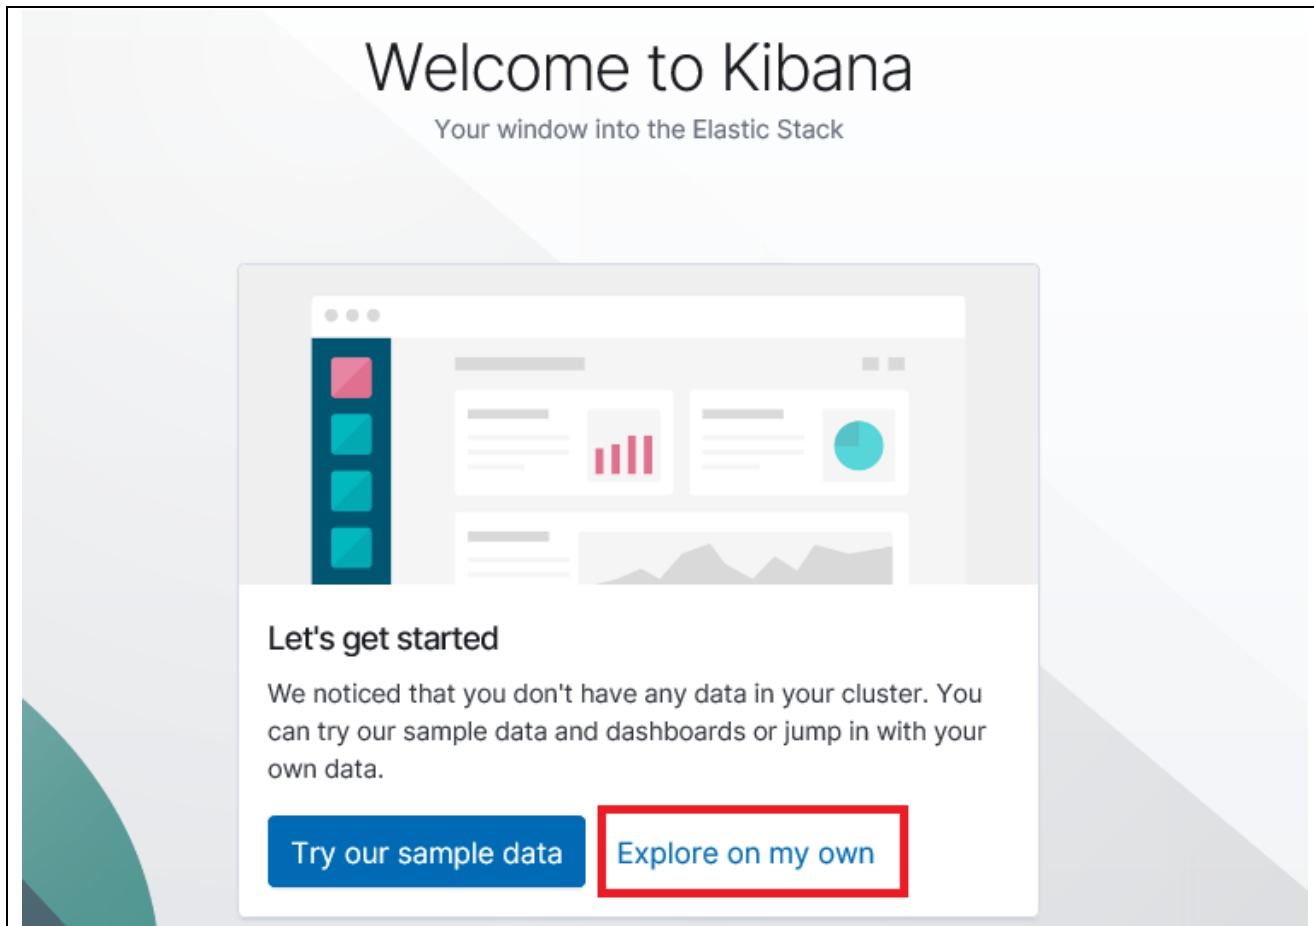 Welcome to Kibana
Your window into the Elastic Stack
Let's get started
We noticed that you don't have any data in your cluster. You
can try our sample data and dashboards or jump in with your
own data.
Try our sample data
Explore on my own